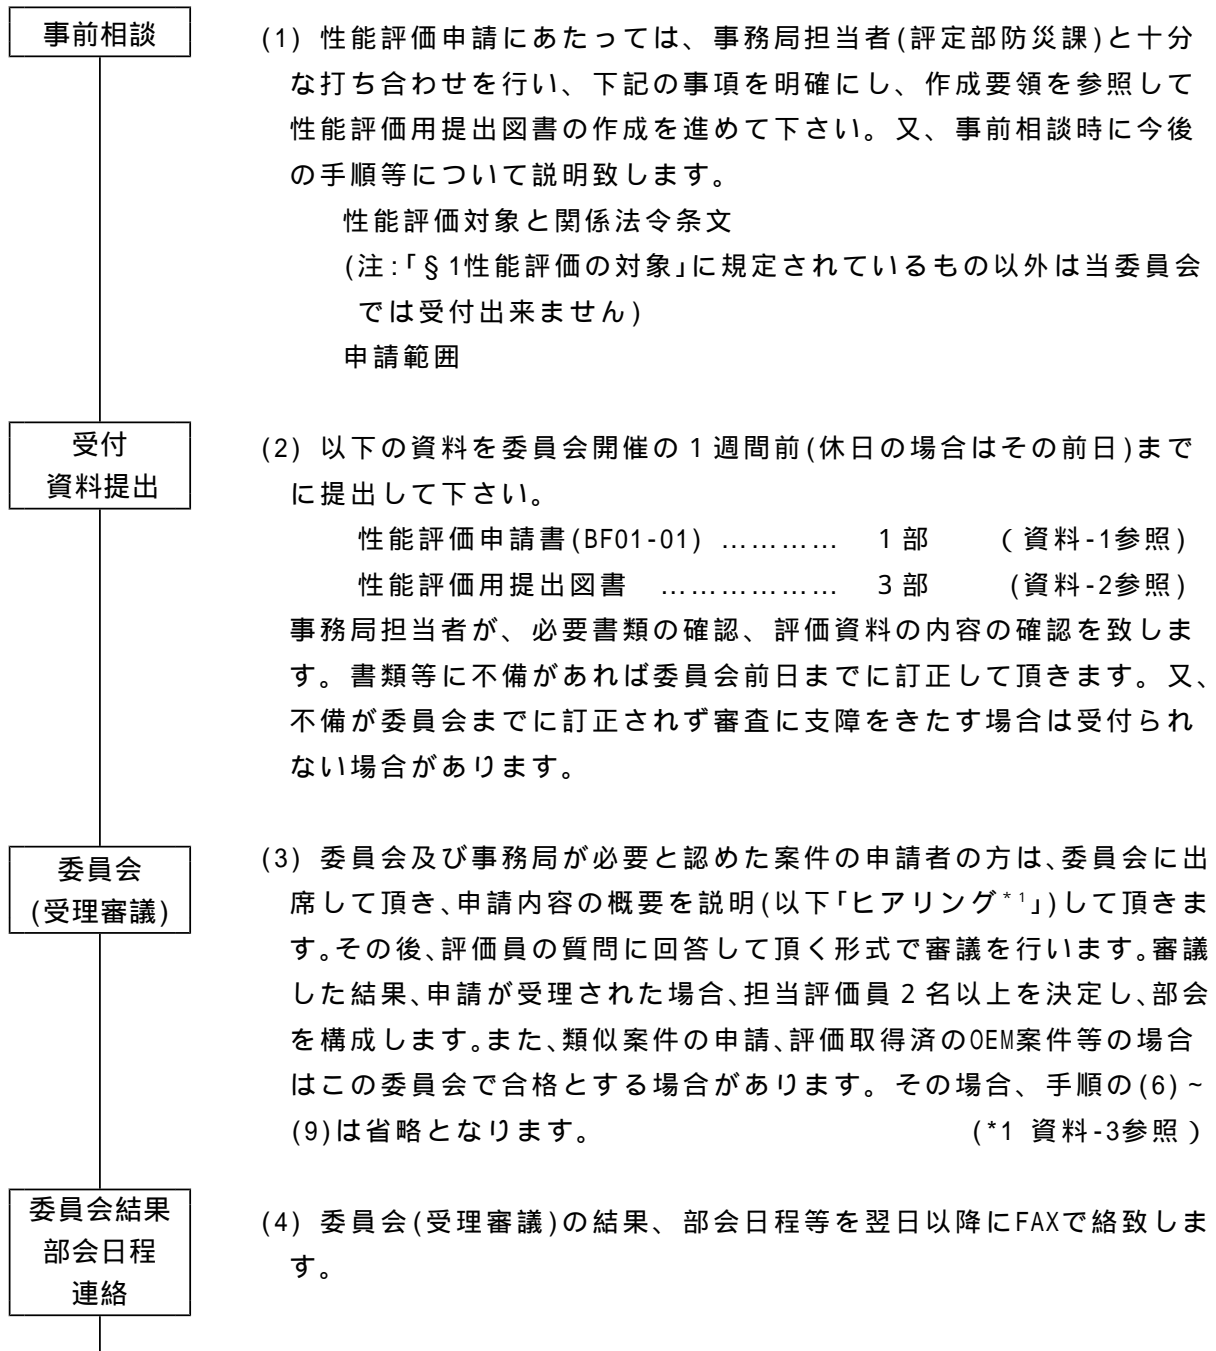 事前相談
(1) 性能評価申請にあたっては、事務局担当者(評定部防災課)と十分
な打ち合わせを行い、下記の事項を明確にし、作成要領を参照して
性能評価用提出図書の作成を進めて下さい。又、事前相談時に今後
の手順等について説明致します。
性能評価対象と関係法令条文
(注:「§1性能評価の対象」に規定されているもの以外は当委員会
では受付出来ません)
申請範囲
受付
資料提出
(2) 以下の資料を委員会開催の1週間前(休日の場合はその前日)まで
に提出して下さい。
性能評価申請書(BF01-01) ………… 1部 (資料-1参照)
性能評価用提出図書 ……………… 3部 (資料-2参照)
事務局担当者が、必要書類の確認、評価資料の内容の確認を致しま
す。書類等に不備があれば委員会前日までに訂正して頂きます。又、
不備が委員会までに訂正されず審査に支障をきたす場合は受付られ
ない場合があります。
委員会
(受理審議)
(3) 委員会及び事務局が必要と認めた案件の申請者の方は、委員会に出
席して頂き、申請内容の概要を説明(以下「ヒアリング*1」)して頂きま
す。その後、評価員の質問に回答して頂く形式で審議を行います。審議
した結果、申請が受理された場合、担当評価員2名以上を決定し、部会
を構成します。また、類似案件の申請、評価取得済のOEM案件等の場合
はこの委員会で合格とする場合があります。その場合、手順の(6)~
(9)は省略となります。 (*1 資料-3参照)
委員会結果
部会日程
連絡
(4) 委員会(受理審議)の結果、部会日程等を翌日以降にFAXで絡致しま
す。